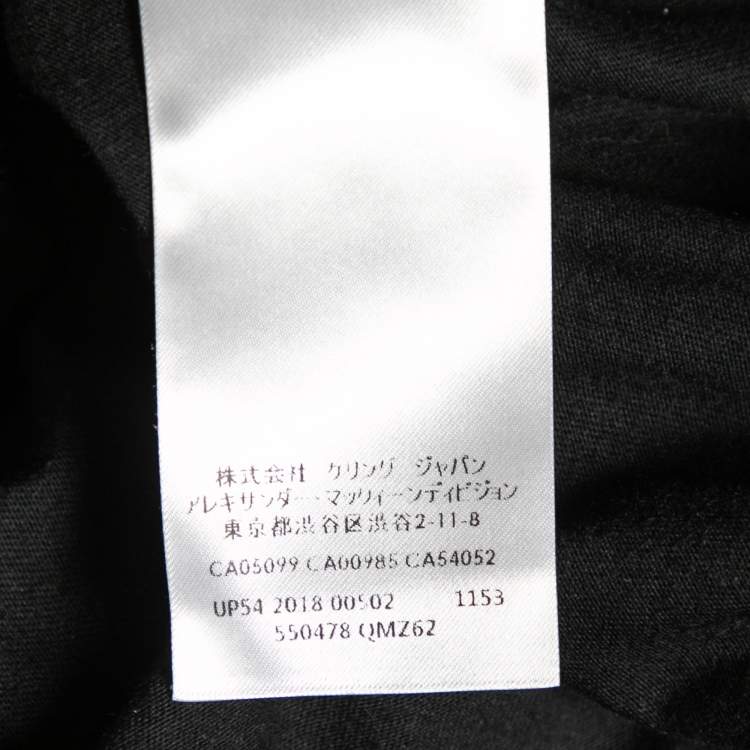 株式会社 ケリング ジャパン
アレキサンダー・マックイーンディビジョン
東京都渋谷区渋谷2-11-8
CA05099 CA00985 CA54052
UP54 2018 00502 1153
550478 QMZ62